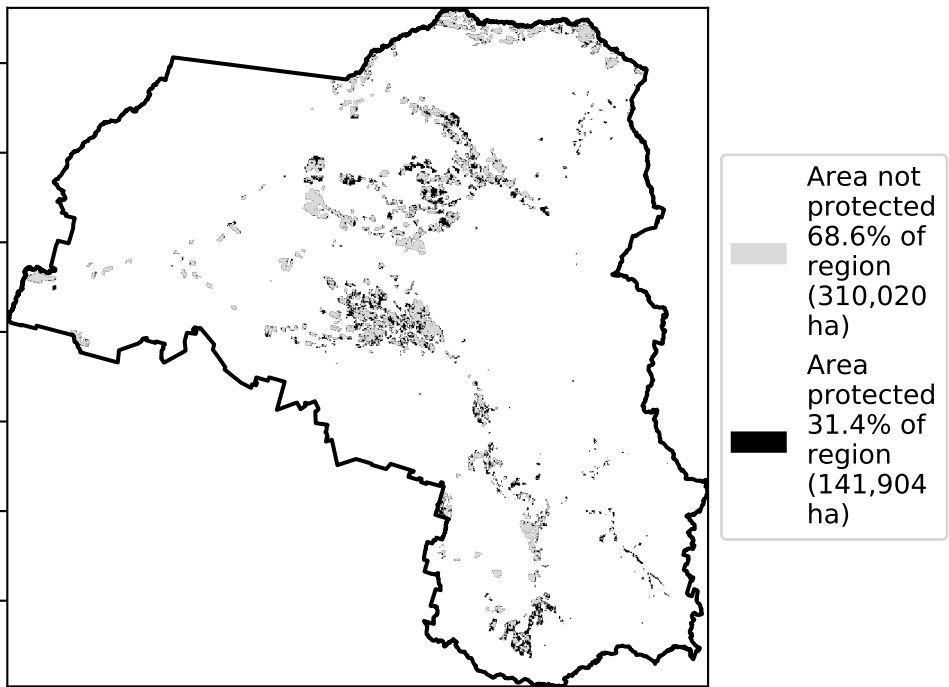 Area not
protected
68.6% of
region
(310,020
ha)
Area
protected
31.4% of
region
(141,904
ha)